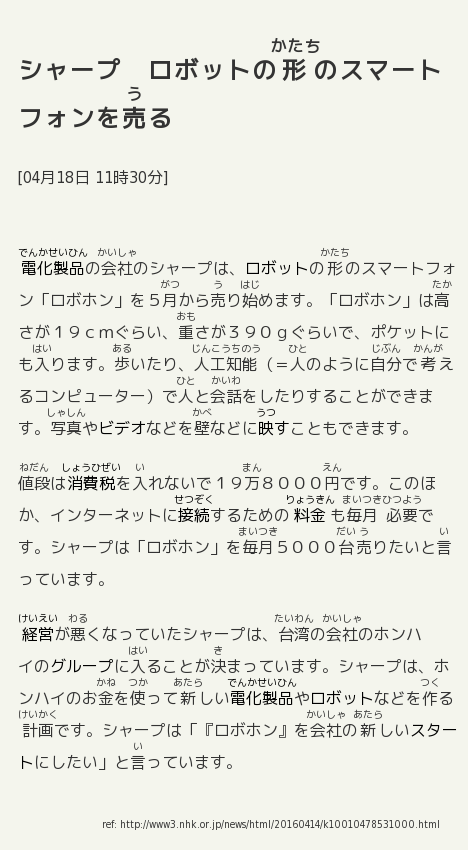 シャープ　ロボットの形のスマート
フォンを売る
[04月18日 11時30分]
電化製品の会社のシャープは、ロボットの形のスマートフォ
ン「ロボホン」を５月から売り始めます。「ロボホン」は高
さが１９ｃｍぐらい、重さが３９０ｇぐらいで、ポケットに
も入ります。歩いたり、人工知能（＝人のように自分で考え
るコンピューター）で人と会話をしたりすることができま
す。写真やビデオなどを壁などに映すこともできます。
値段は消費税を入れないで１９万８０００円です。このほ
か、インターネットに接続するための料金も毎月必要で
す。シャープは「ロボホン」を毎月５０００台売りたいと言
っています。
経営が悪くなっていたシャープは、台湾の会社のホンハ
イのグループに入ることが決まっています。シャープは、ホ
ンハイのお金を使って新しい電化製品やロボットなどを作る
計画です。シャープは「『ロボホン』を会社の新しいスター
トにしたい」と言っています。
ref: http://www3.nhk.or.jp/news/html/20160414/k10010478531000.html